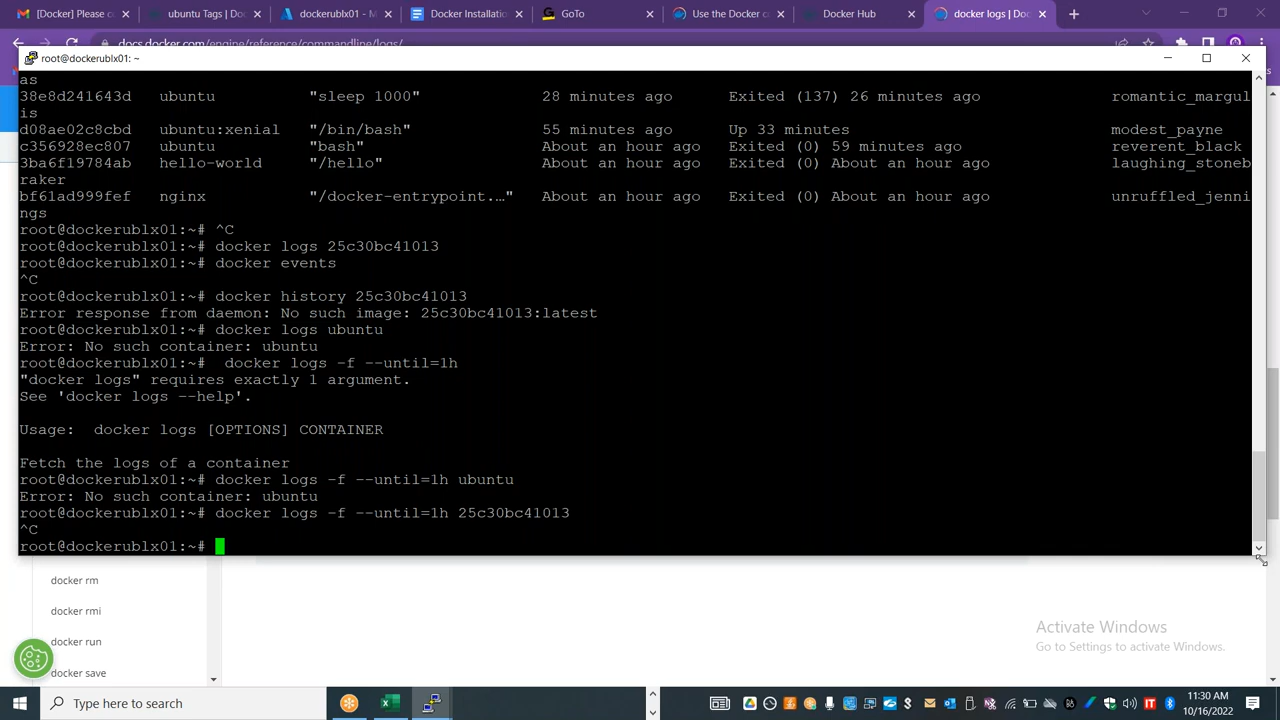 [Docker] Please c
ubuntu Tags | Do
dockerublx01 - M
Docker Installatio
GoTo
Use the Docker c
Docker Hub
docker logs | Doc
docs.docker.com/engine/reference/commandline/logs/
root@dockerublx01: ~
as
38e8d241643d ubuntu "sleep 1000" 28 minutes ago Exited (137) 26 minutes ago romantic_margul
is
d08ae02c8cbd ubuntu:xenial "/bin/bash" 55 minutes ago Up 33 minutes modest_payne
c356928ec807 ubuntu "bash" About an hour ago Exited (0) 59 minutes ago reverent_black
3ba6f19784ab hello-world "/hello" About an hour ago Exited (0) About an hour ago laughing_stoneb
raker
bf61ad999fef nginx "/docker-entrypoint.…" About an hour ago Exited (0) About an hour ago unruffled_jenni
ngs
root@dockerublx01:~# ^C
root@dockerublx01:~# docker logs 25c30bc41013
root@dockerublx01:~# docker events
^C
root@dockerublx01:~# docker history 25c30bc41013
Error response from daemon: No such image: 25c30bc41013:latest
root@dockerublx01:~# docker logs ubuntu
Error: No such container: ubuntu
root@dockerublx01:~#  docker logs -f --until=1h
"docker logs" requires exactly 1 argument.
See 'docker logs --help'.
Usage:  docker logs [OPTIONS] CONTAINER
Fetch the logs of a container
root@dockerublx01:~# docker logs -f --until=1h ubuntu
Error: No such container: ubuntu
root@dockerublx01:~# docker logs -f --until=1h 25c30bc41013
^C
root@dockerublx01:~#
docker rm
docker rmi
docker run
docker save
Activate Windows
Go to Settings to activate Windows.
Type here to search
11:30 AM
10/16/2022